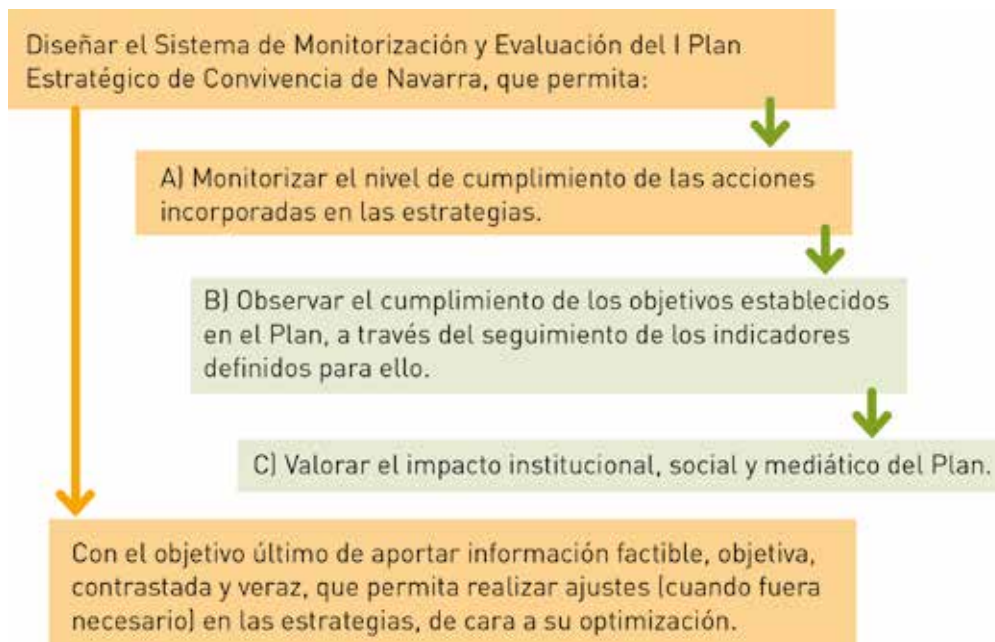 Diseñar el Sistema de Monitorización y Evaluación del I Plan
Estratégico de Convivencia de Navarra, que permita:
A) Monitorizar el nivel de cumplimiento de las acciones
incorporadas en las estrategias.
B) Observar el cumplimiento de los objetivos establecidos
en el Plan, a través del seguimiento de los indicadores
definidos para ello.
C) Valorar el impacto institucional, social y mediático del Plan.
Con el objetivo último de aportar información factible, objetiva,
contrastada y veraz, que permita realizar ajustes (cuando fuera
necesario) en las estrategias, de cara a su optimización.